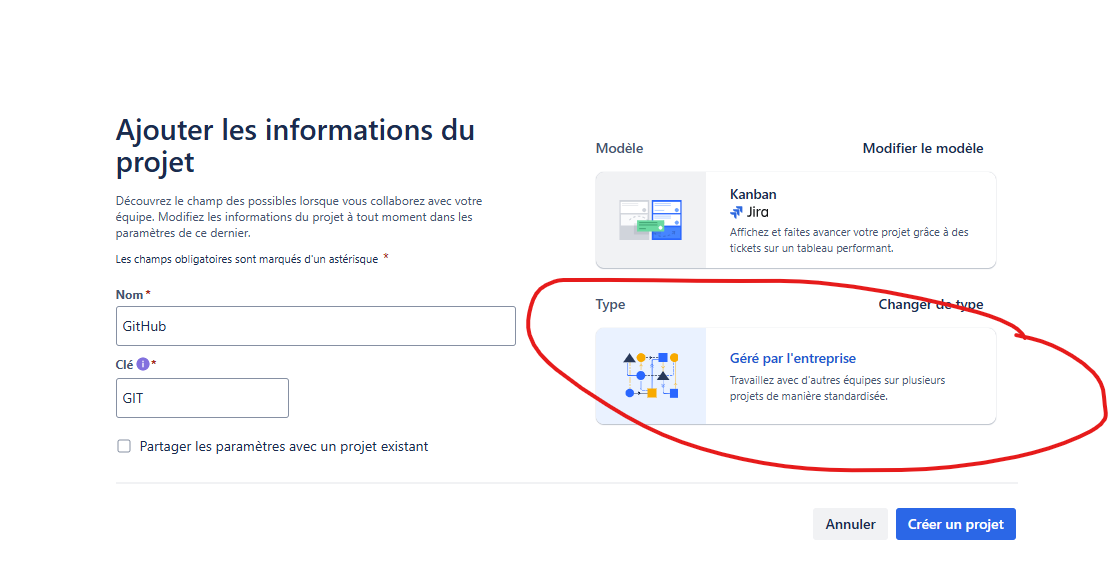 Ajouter les informations du
projet
Découvrez le champ des possibles lorsque vous collaborez avec votre
équipe. Modifiez les informations du projet à tout moment dans les
paramètres de ce dernier.
Les champs obligatoires sont marqués d'un astérisque *
Nom *
GitHub
Clé i *
GIT
Partager les paramètres avec un projet existant
Modèle Modifier le modèle
Kanban
Jira
Affichez et faites avancer votre projet grâce à des
tickets sur un tableau performant.
Type Changer de type
Géré par l'entreprise
Travaillez avec d'autres équipes sur plusieurs
projets de manière standardisée.
Annuler Créer un projet